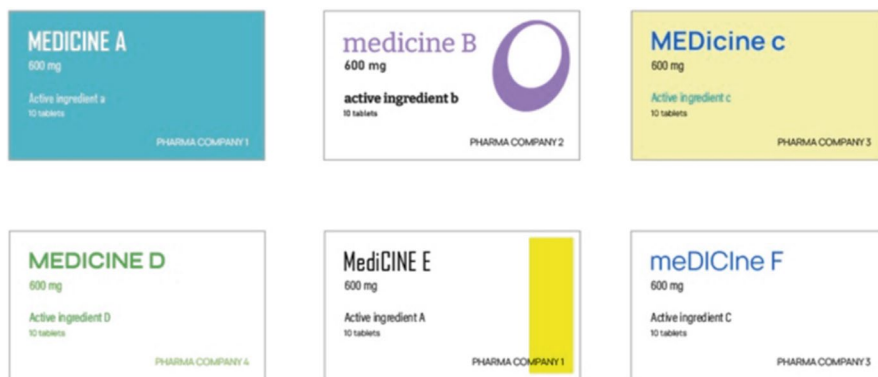 MEDICINE A
600 mg
Active ingredient a
10 tablets
PHARMA COMPANY 1
medicine B
600 mg
active ingredient b
10 tablets
PHARMA COMPANY 2
MEDicine c
600 mg
Active ingredient c
10 tablets
PHARMA COMPANY 3
MEDICINE D
600 mg
Active ingredient D
10 tablets
PHARMA COMPANY 4
MediCINE E
600 mg
Active ingredient A
10 tablets
PHARMA COMPANY 1
meDICIne F
600 mg
Active ingredient C
10 tablets
PHARMA COMPANY 3